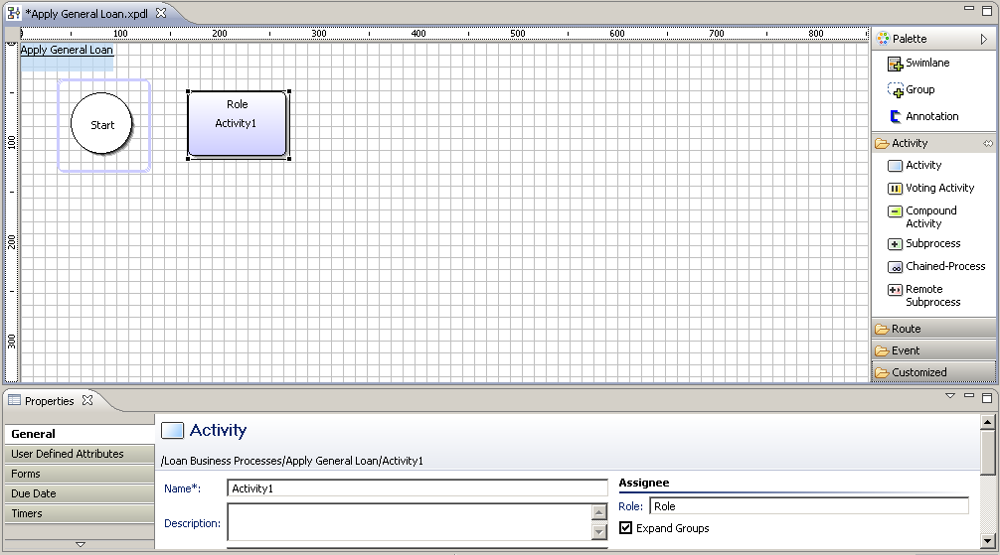 *Apply General Loan.xpdl
0 100 200 300 400 500 600 700 800
Apply General Loan
Start
Role
Activity1
0
100
200
300
Palette
Swimlane
Group
Annotation
Activity
Activity
Voting Activity
Compound
Activity
Subprocess
Chained-Process
Remote
Subprocess
Route
Event
Customized
Properties
General
User Defined Attributes
Forms
Due Date
Timers
Activity
/Loan Business Processes/Apply General Loan/Activity1
Name*: Activity1
Description:
Assignee
Role: Role
Expand Groups